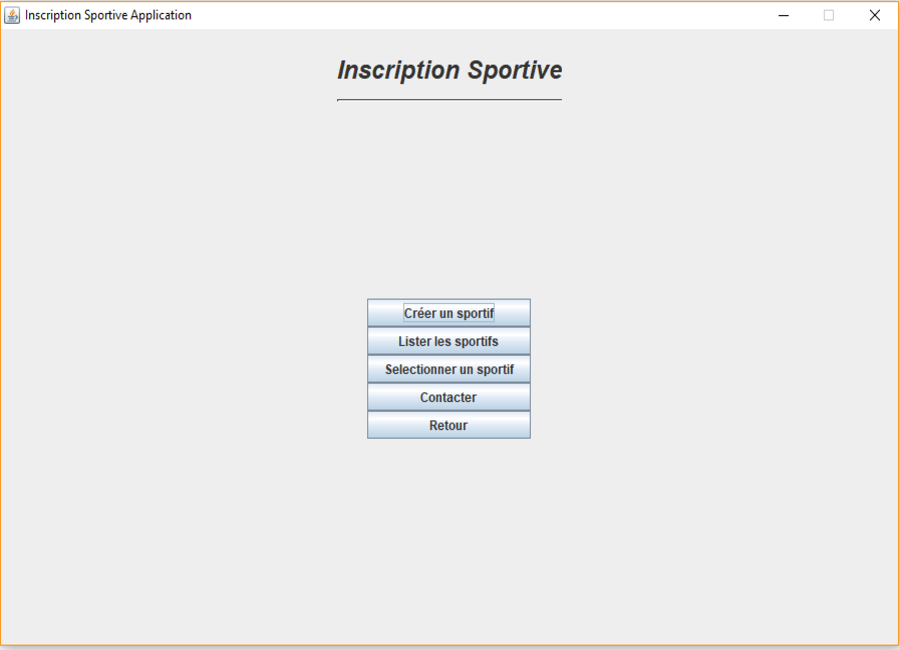 Inscription Sportive Application
Inscription Sportive
Créer un sportif
Lister les sportifs
Selectionner un sportif
Contacter
Retour